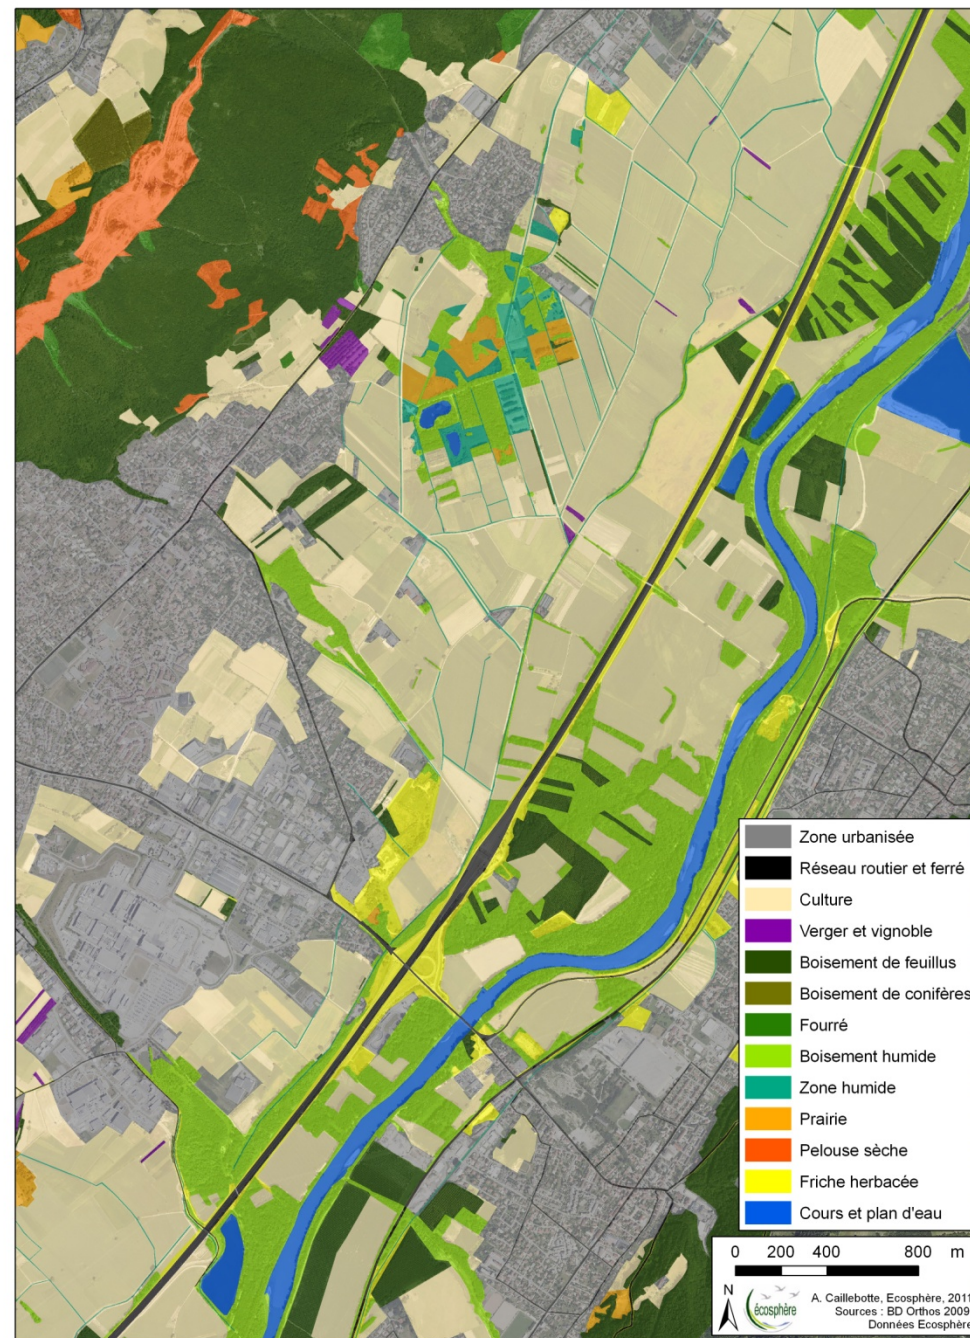 Zone urbanisée
Réseau routier et ferré
Culture
Verger et vignoble
Boisement de feuillus
Boisement de conifères
Fourré
Boisement humide
Zone humide
Prairie
Pelouse sèche
Friche herbacée
Cours et plan d'eau
0 200 400 800 m
N
écosphère
A. Caillebotte, Ecosphère, 2011
Sources : BD Orthos 2009
Données Ecosphère